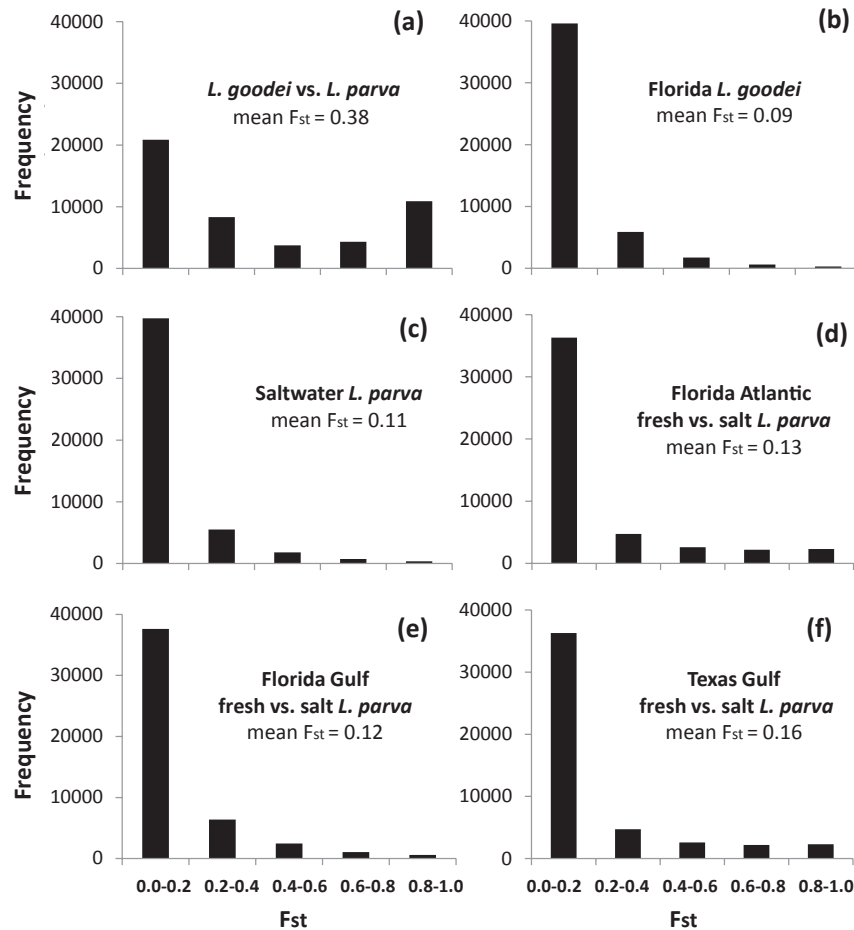 (a)
L. goodei vs. L. parva
mean Fst = 0.38
Frequency
40000
30000
20000
10000
0
(b)
Florida L. goodei
mean Fst = 0.09
40000
30000
20000
10000
0
(c)
Saltwater L. parva
mean Fst = 0.11
Frequency
40000
30000
20000
10000
0
(d)
Florida Atlantic
fresh vs. salt L. parva
mean Fst = 0.13
40000
30000
20000
10000
0
(e)
Florida Gulf
fresh vs. salt L. parva
mean Fst = 0.12
Frequency
40000
30000
20000
10000
0
0.0-0.2 0.2-0.4 0.4-0.6 0.6-0.8 0.8-1.0
Fst
(f)
Texas Gulf
fresh vs. salt L. parva
mean Fst = 0.16
40000
30000
20000
10000
0
0.0-0.2 0.2-0.4 0.4-0.6 0.6-0.8 0.8-1.0
Fst